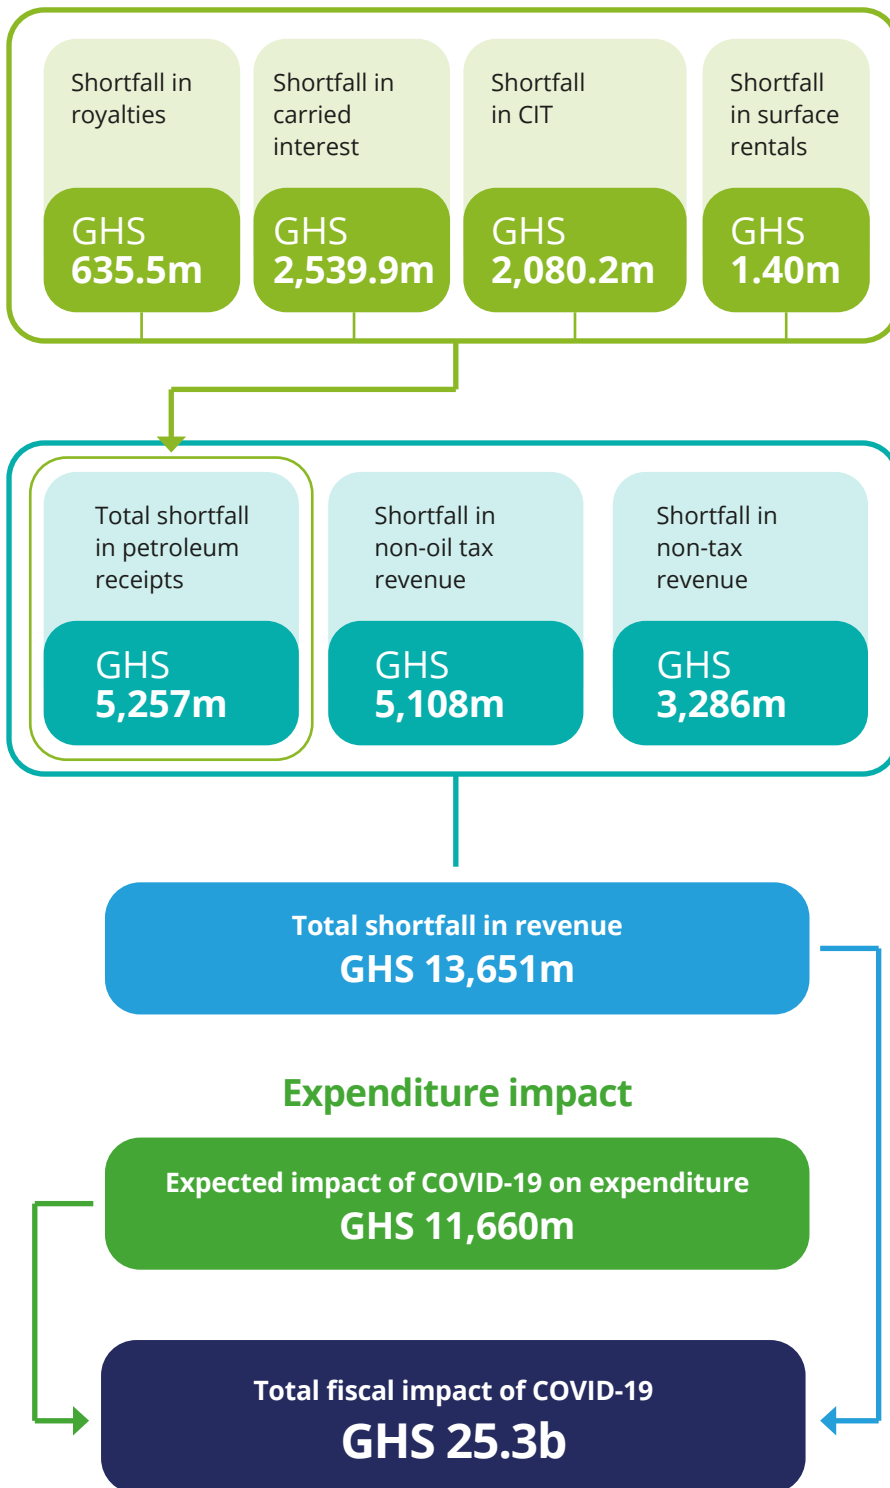 Shortfall in
royalties
GHS
635.5m
Shortfall in
carried
interest
GHS
2,539.9m
Shortfall
in CIT
GHS
2,080.2m
Shortfall
in surface
rentals
GHS
1.40m
Total shortfall
in petroleum
receipts
GHS
5,257m
Shortfall in
non-oil tax
revenue
GHS
5,108m
Shortfall in
non-tax
revenue
GHS
3,286m
Total shortfall in revenue
GHS 13,651m
Expenditure impact
Expected impact of COVID-19 on expenditure
GHS 11,660m
Total fiscal impact of COVID-19
GHS 25.3b